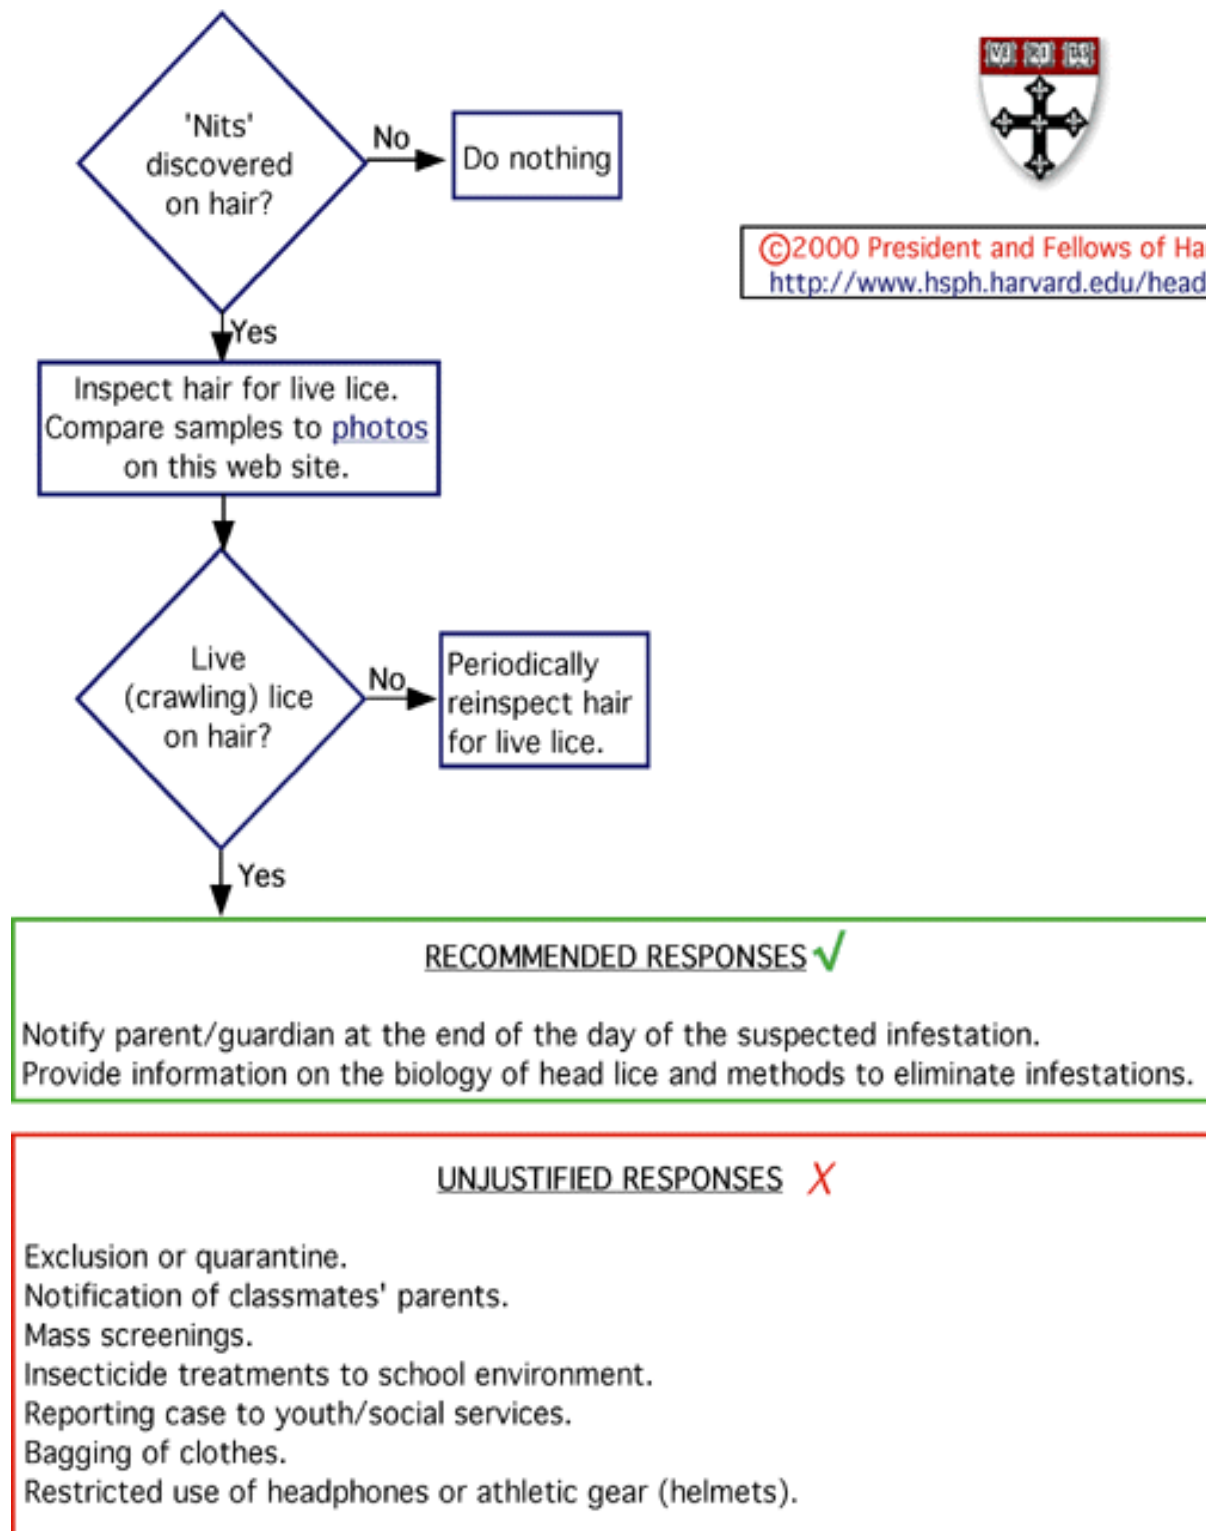 'Nits'
discovered
on hair?
No
Do nothing
VE RI TAS
©2000 President and Fellows of Ha
http://www.hsph.harvard.edu/head
Yes
Inspect hair for live lice.
Compare samples to photos
on this web site.
Live
(crawling) lice
on hair?
No
Periodically
reinspect hair
for live lice.
Yes
RECOMMENDED RESPONSES √
Notify parent/guardian at the end of the day of the suspected infestation.
Provide information on the biology of head lice and methods to eliminate infestations.
UNJUSTIFIED RESPONSES X
Exclusion or quarantine.
Notification of classmates' parents.
Mass screenings.
Insecticide treatments to school environment.
Reporting case to youth/social services.
Bagging of clothes.
Restricted use of headphones or athletic gear (helmets).